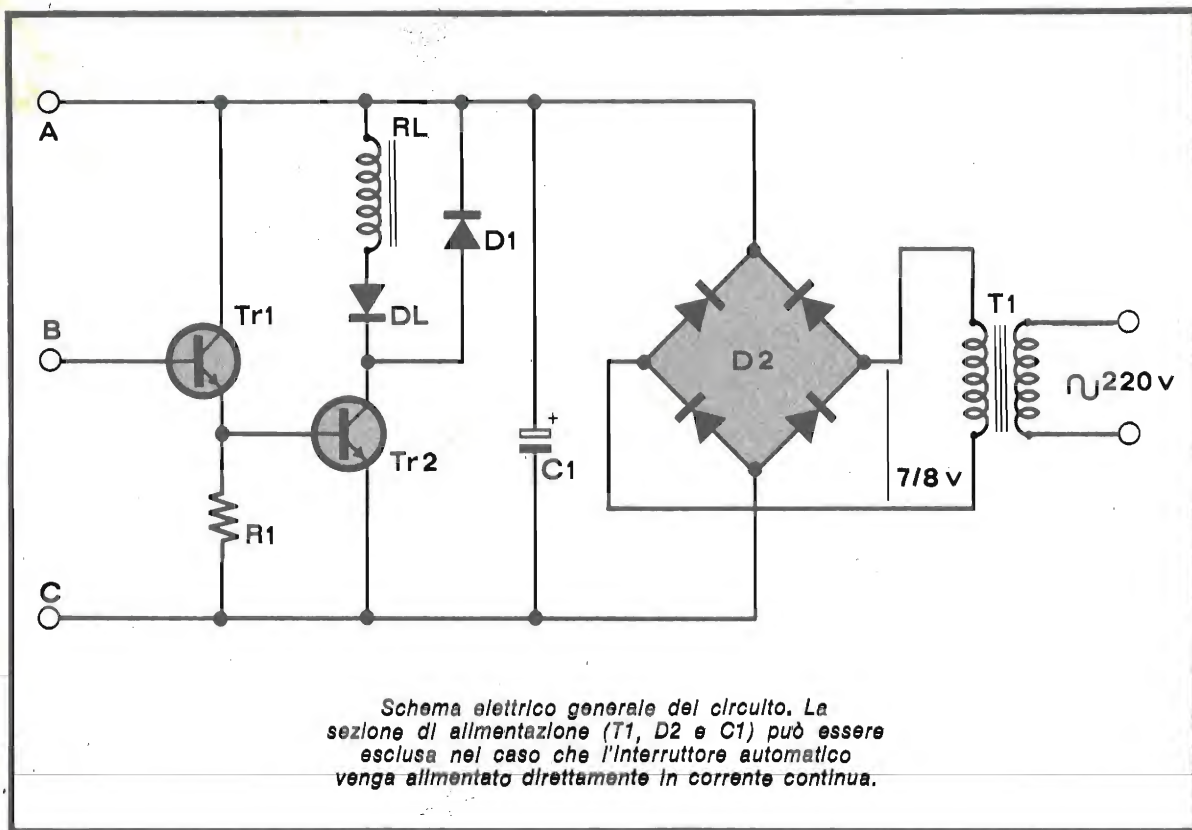 A
RL
D1
B
Tr1
DL
T1
D2
∿220 v
+
Tr2
C1
7/8 v
R1
C
Schema elettrico generale del circuito. La
sezione di alimentazione (T1, D2 e C1) può essere
esclusa nel caso che l'interruttore automatico
venga alimentato direttamente in corrente continua.